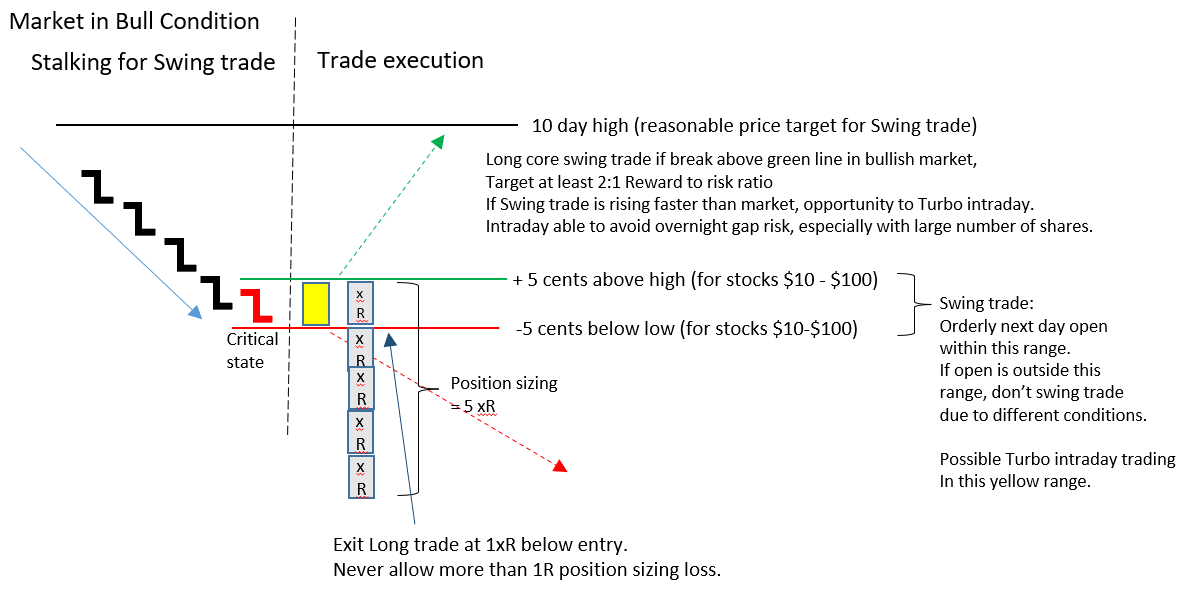 Market in Bull Condition
Stalking for Swing trade
Trade execution
10 day high (reasonable price target for Swing trade)
Long core swing trade if break above green line in bullish market,
Target at least 2:1 Reward to risk ratio
If Swing trade is rising faster than market, opportunity to Turbo intraday.
Intraday able to avoid overnight gap risk, especially with large number of shares.
+ 5 cents above high (for stocks $10 - $100)
-5 cents below low (for stocks $10-$100)
Swing trade:
Orderly next day open
within this range.
If open is outside this
range, don’t swing trade
due to different conditions.
Possible Turbo intraday trading
In this yellow range.
Critical
state
x
R
x
R
x
R
x
R
x
R
Position sizing
= 5 xR
Exit Long trade at 1xR below entry.
Never allow more than 1R position sizing loss.